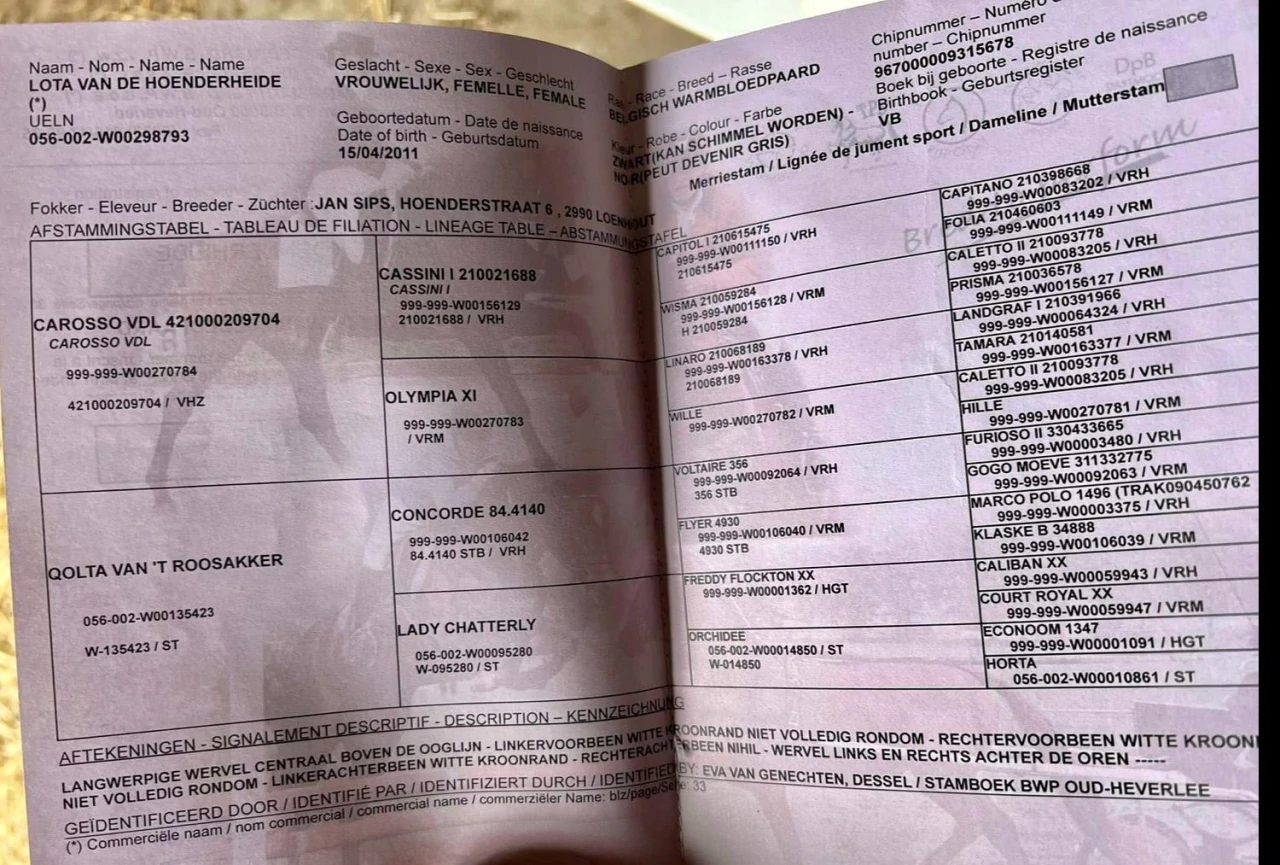 Naam - Nom - Name - Name
LOTA VAN DE HOENDERHEIDE
(*)
UELN
056-002-W00298793
Geslacht - Sexe - Sex - Geschlecht
VROUWELIJK, FEMELLE, FEMALE
Geboortedatum - Date de naissance
Date of birth - Geburtsdatum
15/04/2011
Ras - Race - Breed – Rasse
BELGISCH WARMBLOEDPAARD
Kleur - Robe - Colour - Farbe
ZWART(KAN SCHIMMEL WORDEN) -
NOIR(PEUT DEVENIR GRIS)
Chipnummer – Numéro
number – Chipnummer
967000009315678
Boek bij geboorte - Registre de naissance
Birthbook - Geburtsregister
VB
Merriestam / Lignée de jument sport / Dameline / Mutterstam
DpB
form
Fokker - Eleveur - Breeder - Züchter :JAN SIPS, HOENDERSTRAAT 6 , 2990 LOENHOUT
AFSTAMMINGSTABEL - TABLEAU DE FILIATION - LINEAGE TABLE – ABSTAMMUNGSTAFEL
CAROSSO VDL 421000209704
CAROSSO VDL
999-999-W00270784
421000209704 / VHZ
QOLTA VAN 'T ROOSAKKER
056-002-W00135423
W-135423 / ST
CASSINI I 210021688
CASSINI I
999-999-W00156129
210021688 / VRH
OLYMPIA XI
999-999-W00270783
/ VRM
CONCORDE 84.4140
999-999-W00106042
84.4140 STB / VRH
LADY CHATTERLY
056-002-W00095280
W-095280 / ST
CAPITOL I 210615475
999-999-W00111150 / VRH
210615475
WISMA 210059284
999-999-W00156128 / VRM
H 210059284
LINARO 210068189
999-999-W00163378 / VRH
210068189
WILLE
999-999-W00270782 / VRM
VOLTAIRE 356
999-999-W00092064 / VRH
356 STB
FLYER 4930
999-999-W00106040 / VRM
4930 STB
FREDDY FLOCKTON XX
999-999-W00001362 / HGT
ORCHIDEE
056-002-W00014850 / ST
W-014850
CAPITANO 210398668
999-999-W00083202 / VRH
FOLIA 210460603
999-999-W00111149 / VRM
CALETTO II 210093778
999-999-W00083205 / VRH
PRISMA 210036578
999-999-W00156127 / VRM
LANDGRAF I 210391966
999-999-W00064324 / VRH
TAMARA 210140581
999-999-W00163377 / VRM
CALETTO II 210093778
999-999-W00083205 / VRH
HILLE
999-999-W00270781 / VRM
FURIOSO II 330433665
999-999-W00003480 / VRH
GOGO MOEVE 311332775
999-999-W00092063 / VRM
MARCO POLO 1496 (TRAK090450762
999-999-W00003375 / VRH
KLASKE B 34888
999-999-W00106039 / VRM
CALIBAN XX
999-999-W00059943 / VRH
COURT ROYAL XX
999-999-W00059947 / VRM
ECONOOM 1347
999-999-W00001091 / HGT
HORTA
056-002-W00010861 / ST
AFTEKENINGEN - SIGNALEMENT DESCRIPTIF - DESCRIPTION – KENNZEICHNUNG
LANGWERPIGE WERVEL CENTRAAL BOVEN DE OOGLIJN - LINKERVOORBEEN WITTE KROONRAND NIET VOLLEDIG RONDOM - RECHTERVOORBEEN WITTE KROON
NIET VOLLEDIG RONDOM - LINKERACHTERBEEN WITTE KROONRAND - RECHTERACHTERBEEN NIHIL - WERVEL LINKS EN RECHTS ACHTER DE OREN -----
GEÏDENTIFICEERD DOOR / IDENTIFIÉ PAR / IDENTIFIZIERT DURCH / IDENTIFIED BY: EVA VAN GENECHTEN, DESSEL / STAMBOEK BWP OUD-HEVERLEE
(*) Commerciële naam / nom commercial / commercial name / commerziëler Name: blz/page/Seite: 33